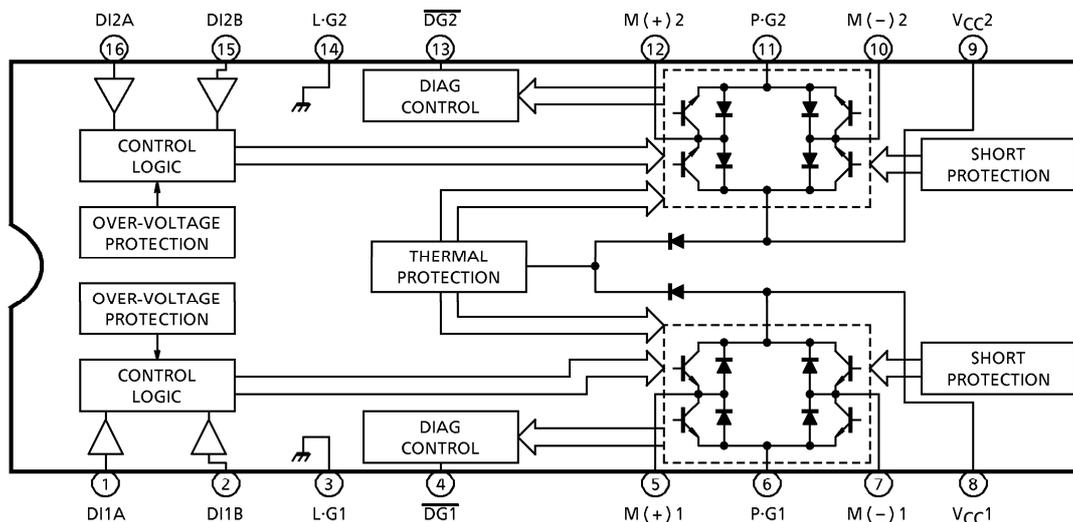 DI2A DI2B L·G2 DG2 M(+)2 P·G2 M(−)2 VCC2
16 15 14 13 12 11 10 9
DIAG
CONTROL
CONTROL
LOGIC
SHORT
PROTECTION
OVER-VOLTAGE
PROTECTION
THERMAL
PROTECTION
OVER-VOLTAGE
PROTECTION
CONTROL
LOGIC
SHORT
PROTECTION
DIAG
CONTROL
1 2 3 4 5 6 7 8
DI1A DI1B L·G1 DG1 M(+)1 P·G1 M(−)1 VCC1